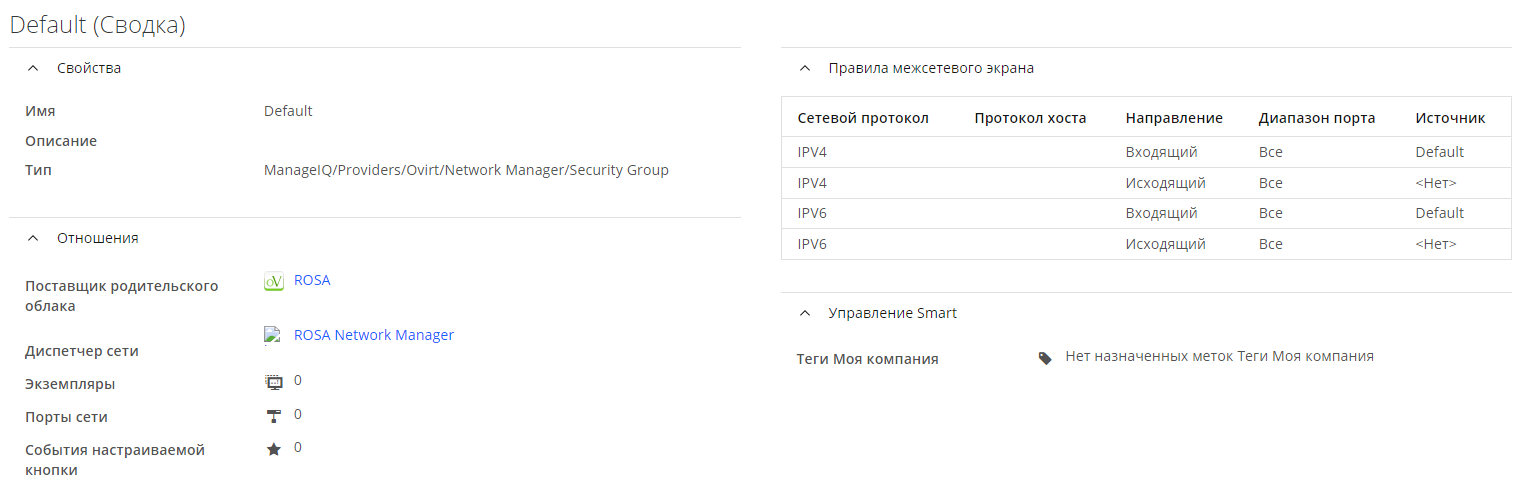 Default (Сводка)
Свойства
Имя Default
Описание
Тип ManageIQ/Providers/Ovirt/Network Manager/Security Group
Отношения
Поставщик родительского
облака
ROSA
Диспетчер сети ROSA Network Manager
Экземпляры 0
Порты сети 0
События настраиваемой
кнопки
0
Правила межсетевого экрана
Сетевой протокол Протокол хоста Направление Диапазон порта Источник
IPV4 Входящий Все Default
IPV4 Исходящий Все <Нет>
IPV6 Входящий Все Default
IPV6 Исходящий Все <Нет>
Управление Smart
Теги Моя компания Нет назначенных меток Теги Моя компания